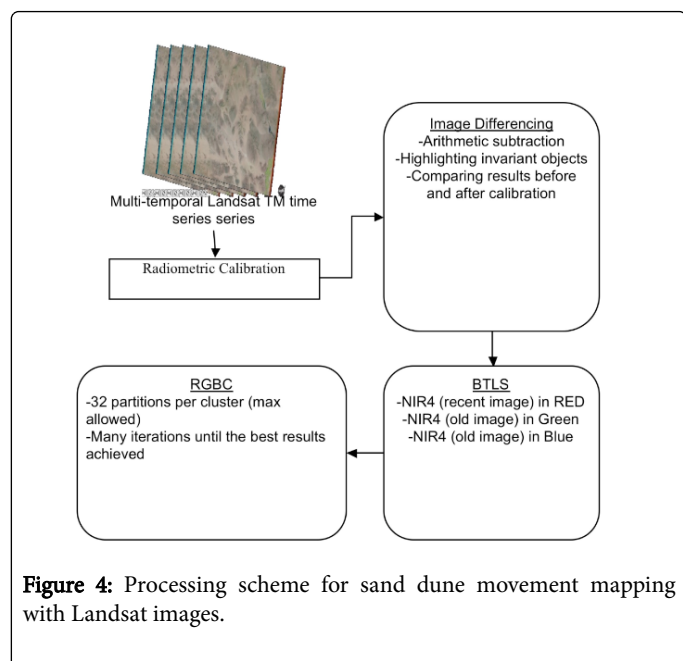 Multi-temporal Landsat TM time
series series
Radiometric Calibration
Image Differencing
-Arithmetic subtraction
-Highlighting invariant objects
-Comparing results before
and after calibration
BTLS
-NIR4 (recent image) in RED
-NIR4 (old image) in Green
-NIR4 (old image) in Blue
RGBC
-32 partitions per cluster (max
allowed)
-Many iterations until the best results
achieved
Figure 4: Processing scheme for sand dune movement mapping
with Landsat images.